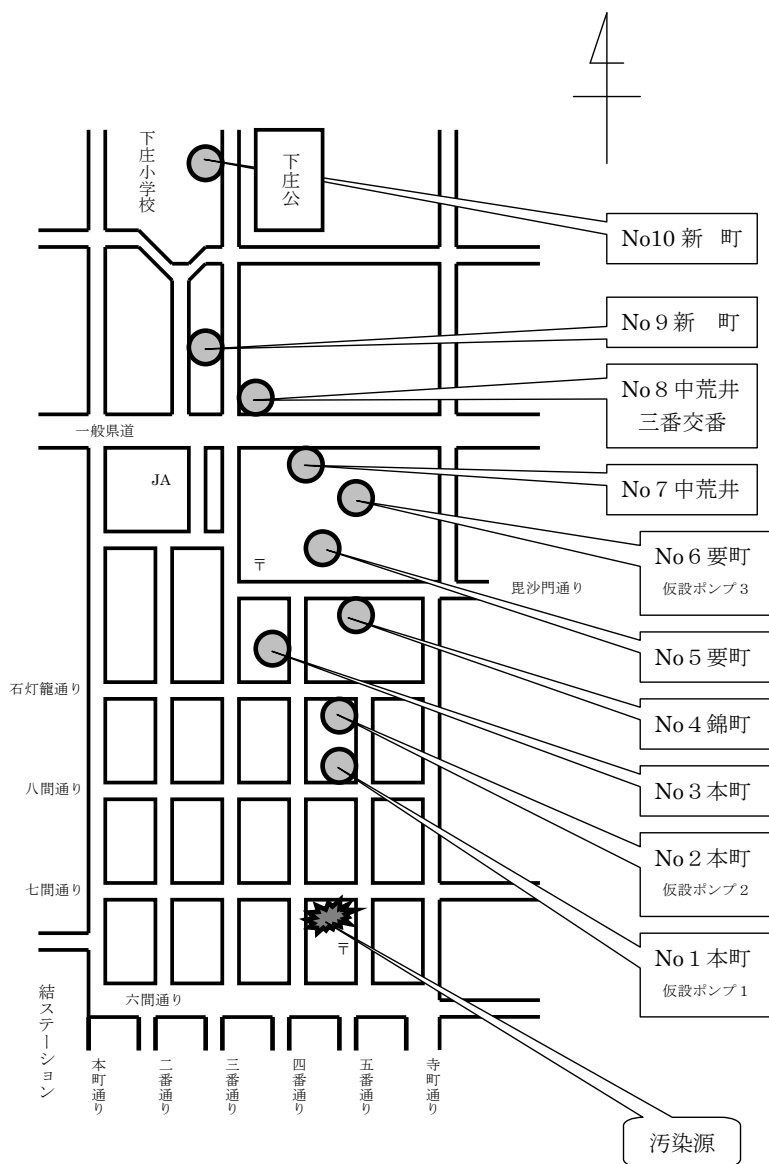 下庄小学校
下庄公
No10 新　町
No 9 新　町
No 8 中荒井
三番交番
一般県道
JA
No 7 中荒井
〒
No 6 要町
仮設ポンプ 3
毘沙門通り
No 5 要町
石灯籠通り
No 4 錦町
八間通り
No 3 本町
七間通り
No 2 本町
仮設ポンプ 2
〒
No 1 本町
仮設ポンプ 1
六間通り
結ステーション
本町通り
二番通り
三番通り
四番通り
五番通り
寺町通り
汚染源